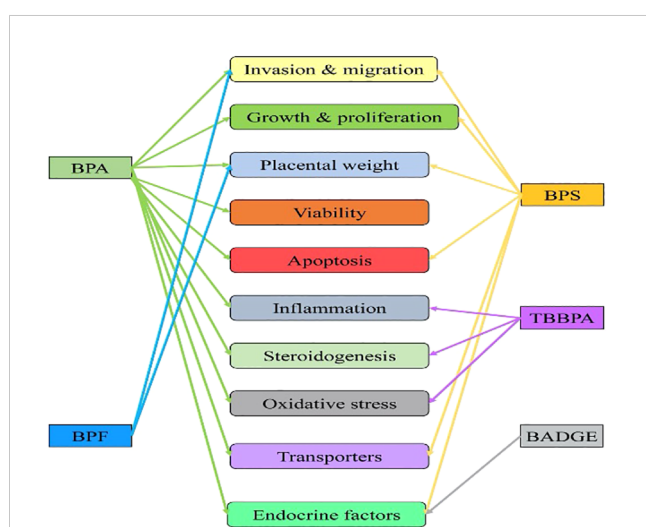 Invasion & migration
Growth & proliferation
BPA
Placental weight
BPS
Viability
Apoptosis
Inflammation
TBBPA
Steroidogenesis
Oxidative stress
BPF
BADGE
Transporters
Endocrine factors